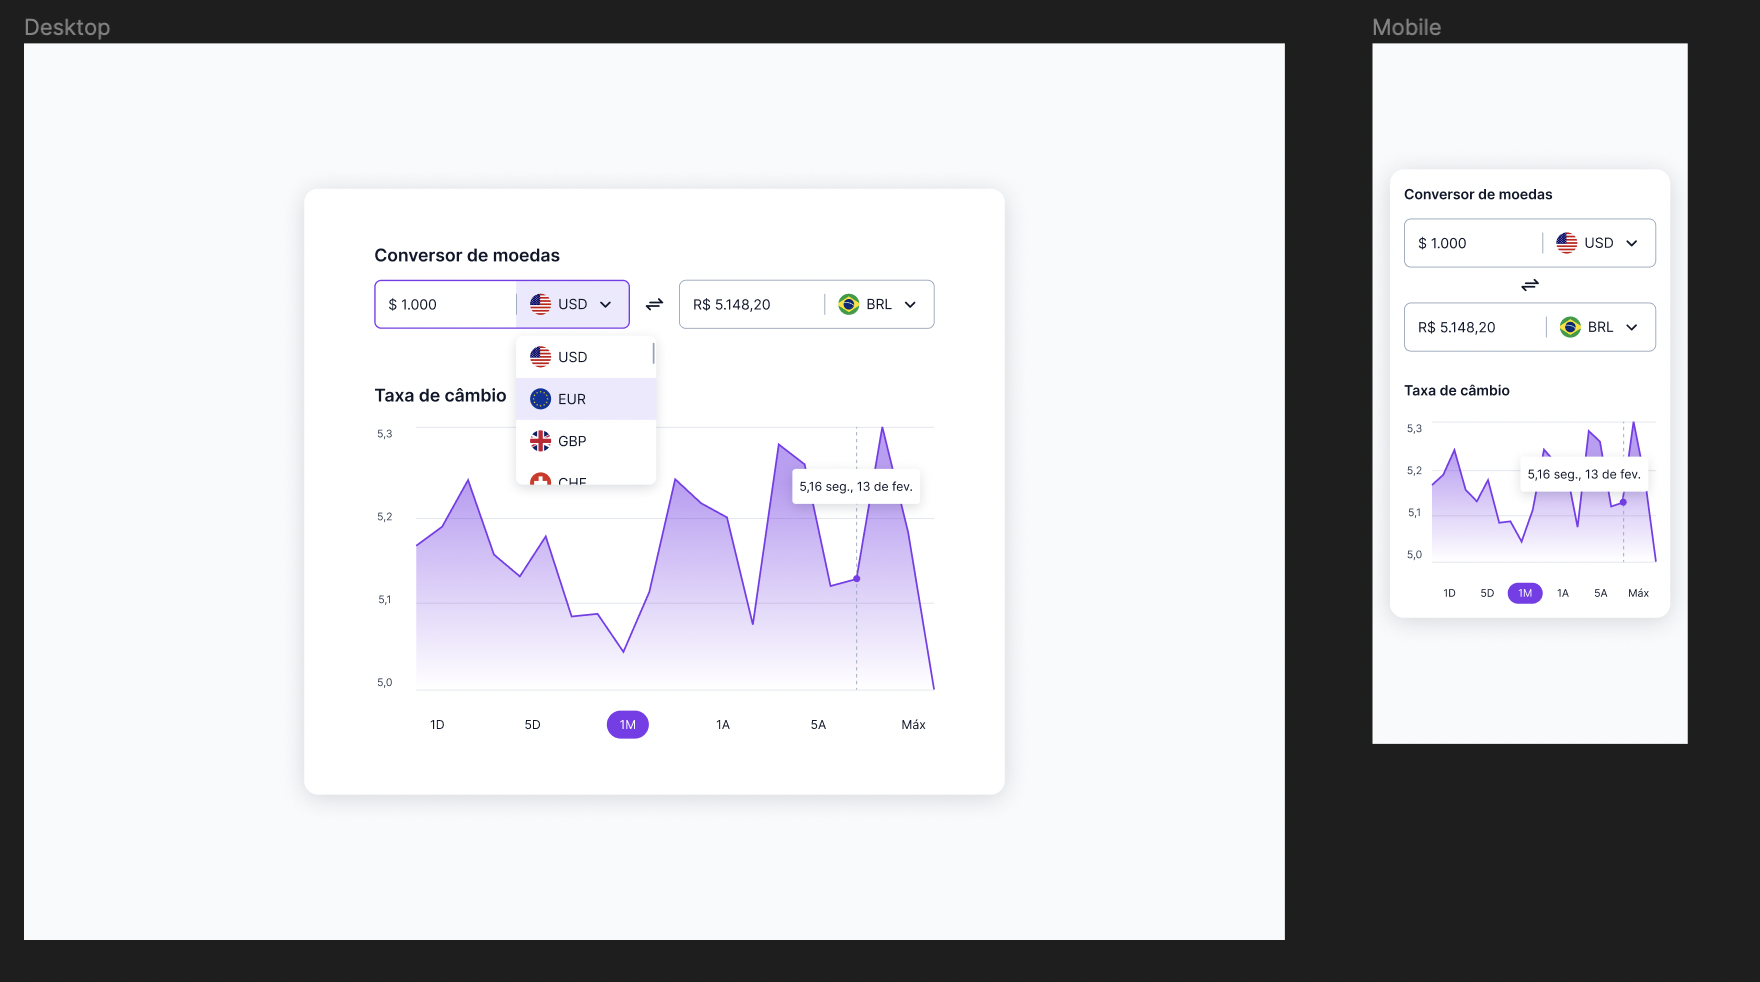 Desktop
Conversor de moedas
$ 1.000
USD
R$ 5.148,20
BRL
USD
EUR
GBP
CHF
Taxa de câmbio
5,3
5,2
5,1
5,0
5,16 seg., 13 de fev.
1D 5D 1M 1A 5A Máx
Mobile
Conversor de moedas
$ 1.000
USD
R$ 5.148,20
BRL
Taxa de câmbio
5,3
5,2
5,1
5,0
5,16 seg., 13 de fev.
1D 5D 1M 1A 5A Máx